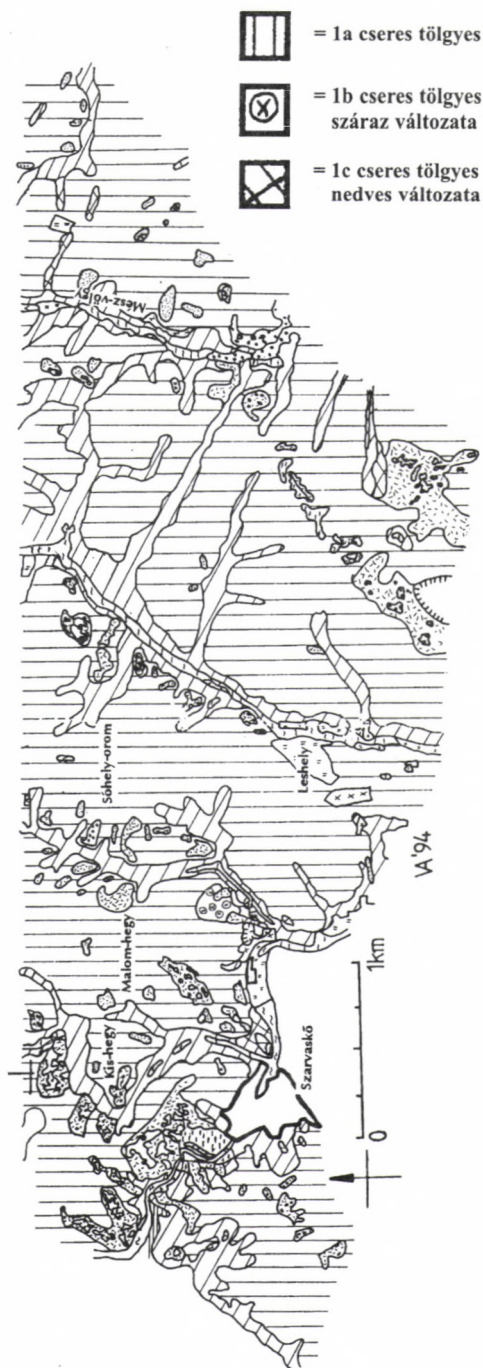 = 1a cseres tölgyes
= 1b cseres tölgyes
száraz változata
= 1c cseres tölgyes
nedves változata
Mész-völgy
Sóhely-orom
Leshely
Malom-hegy
VA '94
Kis-hegy
Szarvaskő
0
1km